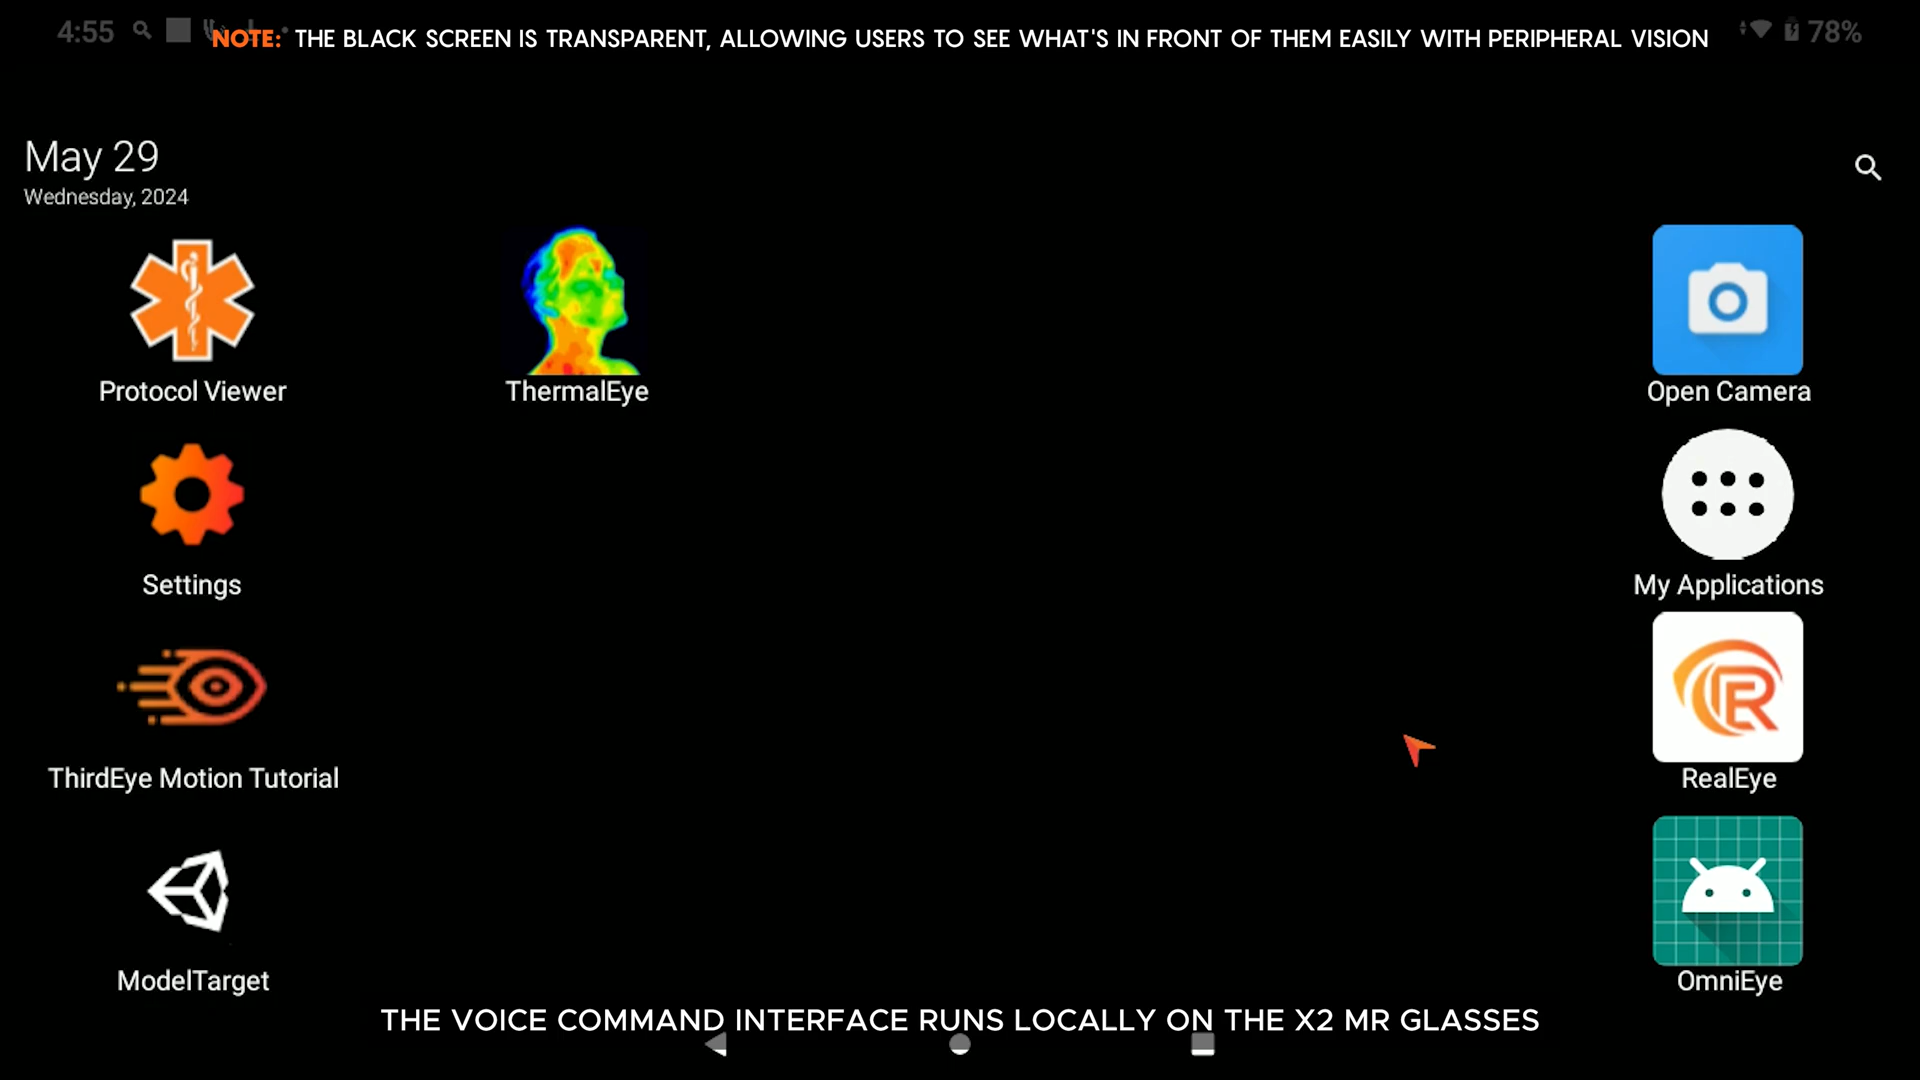 4:55
78%
NOTE: THE BLACK SCREEN IS TRANSPARENT, ALLOWING USERS TO SEE WHAT'S IN FRONT OF THEM EASILY WITH PERIPHERAL VISION
May 29
Wednesday, 2024
Protocol Viewer
ThermalEye
Open Camera
Settings
My Applications
ThirdEye Motion Tutorial
RealEye
ModelTarget
OmniEye
THE VOICE COMMAND INTERFACE RUNS LOCALLY ON THE X2 MR GLASSES